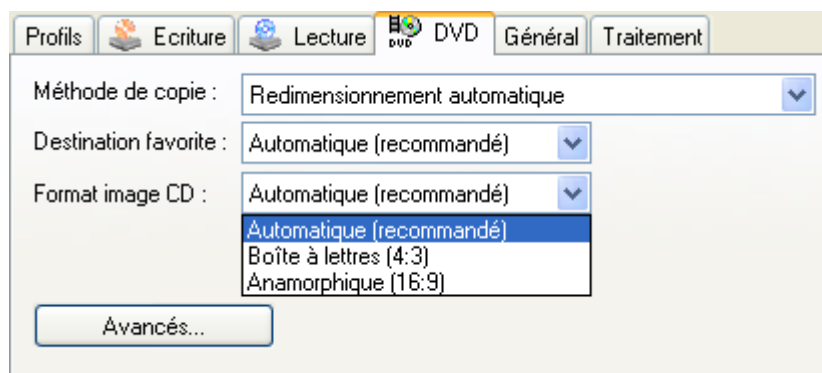 Profils Ecriture Lecture DVD DVD Général Traitement
Méthode de copie : Redimensionnement automatique
Destination favorite : Automatique (recommandé)
Format image CD : Automatique (recommandé)
Automatique (recommandé)
Boîte à lettres (4:3)
Anamorphique (16:9)
Avancés...